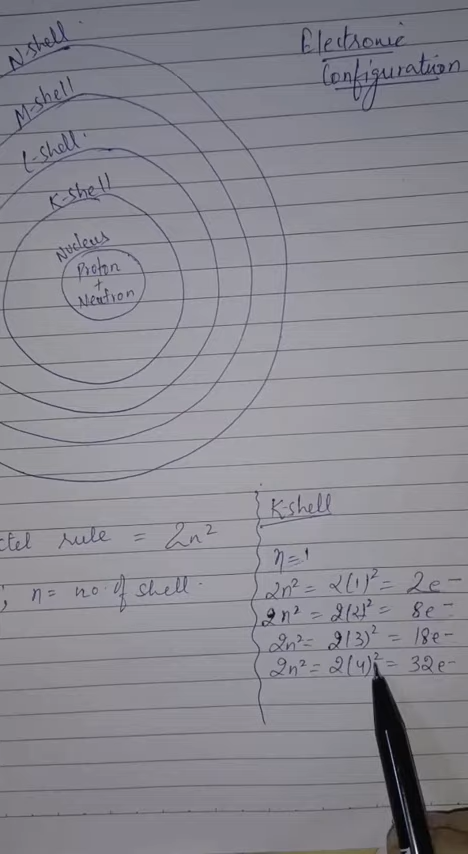 Electronic
Configuration
N-shell
M-shell
L-shell
K-shell
Nucleus
Proton
+
Neutron
K-shell
ctel rule = 2n²
n=1
; n= no. of shell.
2n² = 2(1)² = 2e-
2n² = 2(2)² = 8e-
2n² = 2(3)² = 18e-
2n² = 2(4)² = 32e-